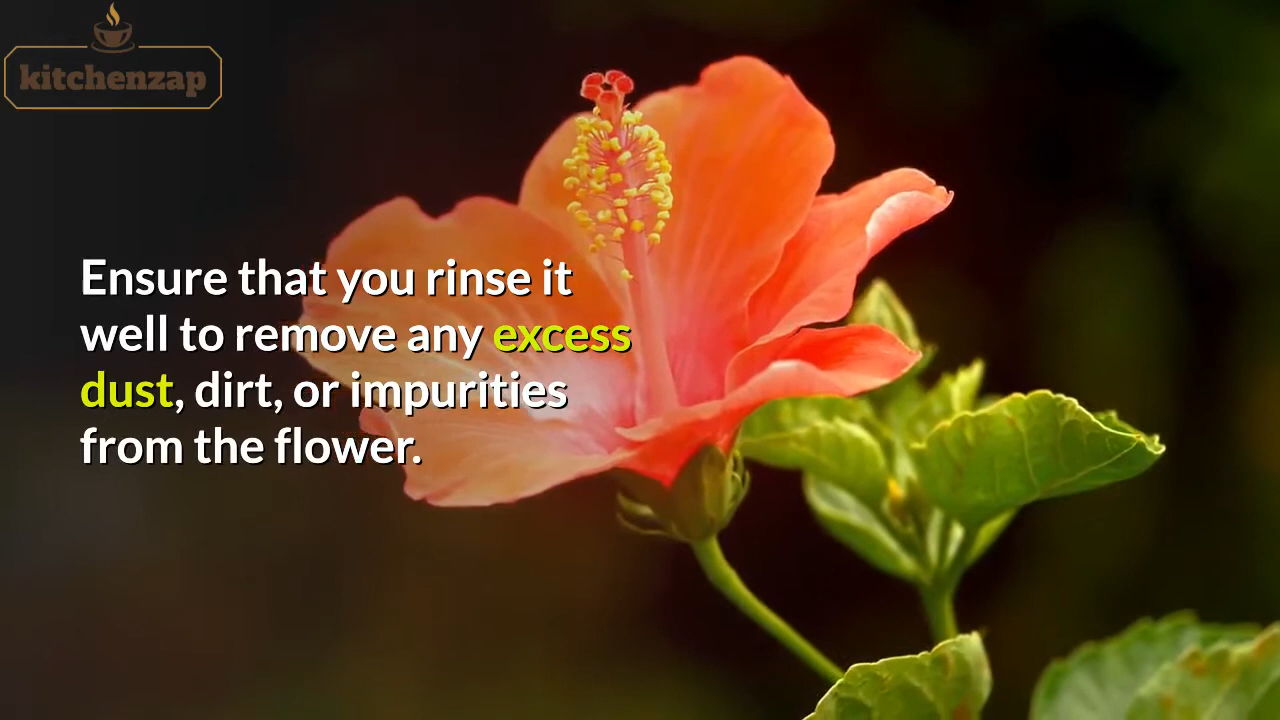 kitchenzap
Ensure that you rinse it
well to remove any excess
dust, dirt, or impurities
from the flower.